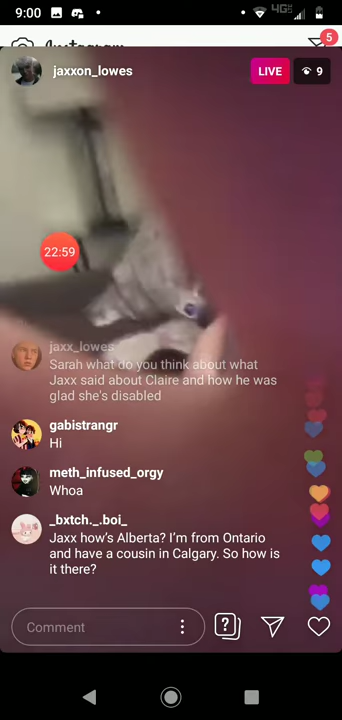 9:00
4G
5
Instagram
jaxxon_lowes
LIVE
9
22:59
jaxx_lowes
Sarah what do you think about what
Jaxx said about Claire and how he was
glad she's disabled
gabistrangr
Hi
meth_infused_orgy
Whoa
_bxtch._.boi_
Jaxx how's Alberta? I'm from Ontario
and have a cousin in Calgary. So how is
it there?
Comment